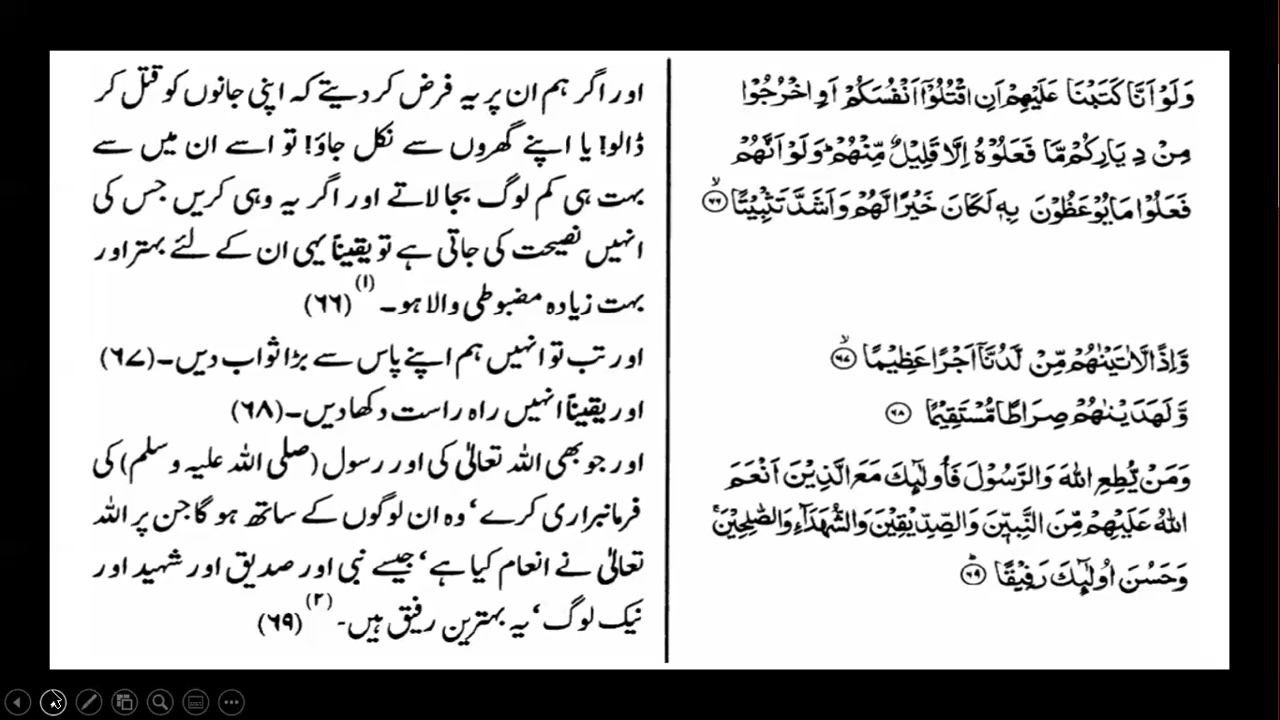 وَلَوْ اَنَّا كَتَبْنَا عَلَيْهِمْ اَنِ اقْتُلُوْٓا اَنْفُسَكُمْ اَوِ اخْرُجُوْا
مِنْ دِيَارِكُمْ مَّا فَعَلُوْهُ اِلَّا قَلِيْلٌ مِّنْهُمْ ۭ وَلَوْ اَنَّھُمْ
فَعَلُوْا مَا يُوْعَظُوْنَ بِهٖ لَكَانَ خَيْرًا لَّھُمْ وَاَشَدَّ تَثْبِيْتًا ۙ ۶۶
وَّاِذًا لَّاٰتَيْنٰھُمْ مِّنْ لَّدُنَّآ اَجْرًا عَظِيْمًا ۙ ۶۷
وَّلَهَدَيْنٰھُمْ صِرَاطًا مُّسْتَقِيْمًا ۶۸
وَمَنْ يُّطِعِ اللّٰهَ وَالرَّسُوْلَ فَاُولٰۗىِٕكَ مَعَ الَّذِيْنَ اَنْعَمَ
اللّٰهُ عَلَيْهِمْ مِّنَ النَّبِيّٖنَ وَالصِّدِّيْقِيْنَ وَالشُّهَدَاۗءِ وَالصّٰلِحِيْنَ ۚ
وَحَسُنَ اُولٰۗىِٕكَ رَفِيْقًا ۭ ۶۹
اور اگر ہم ان پر یہ فرض کر دیتے کہ اپنی جانوں کو قتل کر
ڈالو! یا اپنے گھروں سے نکل جاؤ! تو اسے ان میں سے
بہت ہی کم لوگ بجا لاتے اور اگر یہ وہی کریں جس کی
انہیں نصیحت کی جاتی ہے تو یقیناً یہی ان کے لئے بہتر اور
بہت زیادہ مضبوطی والا ہو۔ (۱) (۶۶)
اور تب تو انہیں ہم اپنے پاس سے بڑا ثواب دیں۔ (۶۷)
اور یقیناً انہیں راہ راست دکھا دیں۔ (۶۸)
اور جو بھی اللہ تعالیٰ کی اور رسول (صلی اللہ علیہ وسلم) کی
فرمانبرداری کرے، وہ ان لوگوں کے ساتھ ہو گا جن پر اللہ
تعالیٰ نے انعام کیا ہے، جیسے نبی اور صدیق اور شہید اور
نیک لوگ، یہ بہترین رفیق ہیں۔ (۲) (۶۹)